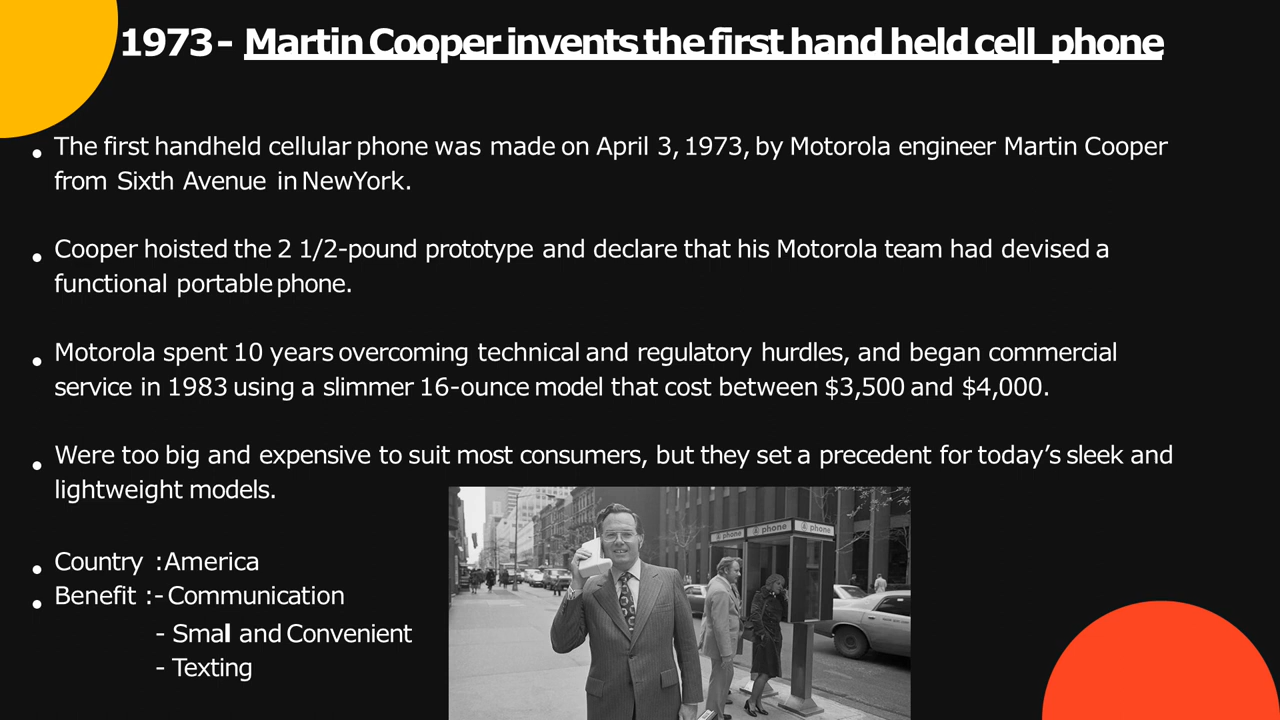 1973 - Martin Cooper invents the first hand held cell phone
• The first handheld cellular phone was made on April 3, 1973, by Motorola engineer Martin Cooper
from Sixth Avenue in NewYork.
• Cooper hoisted the 2 1/2-pound prototype and declare that his Motorola team had devised a
functional portable phone.
• Motorola spent 10 years overcoming technical and regulatory hurdles, and began commercial
service in 1983 using a slimmer 16-ounce model that cost between $3,500 and $4,000.
• Were too big and expensive to suit most consumers, but they set a precedent for today’s sleek and
lightweight models.
phone phone phone
• Country :America
• Benefit :- Communication
- Small and Convenient
- Texting